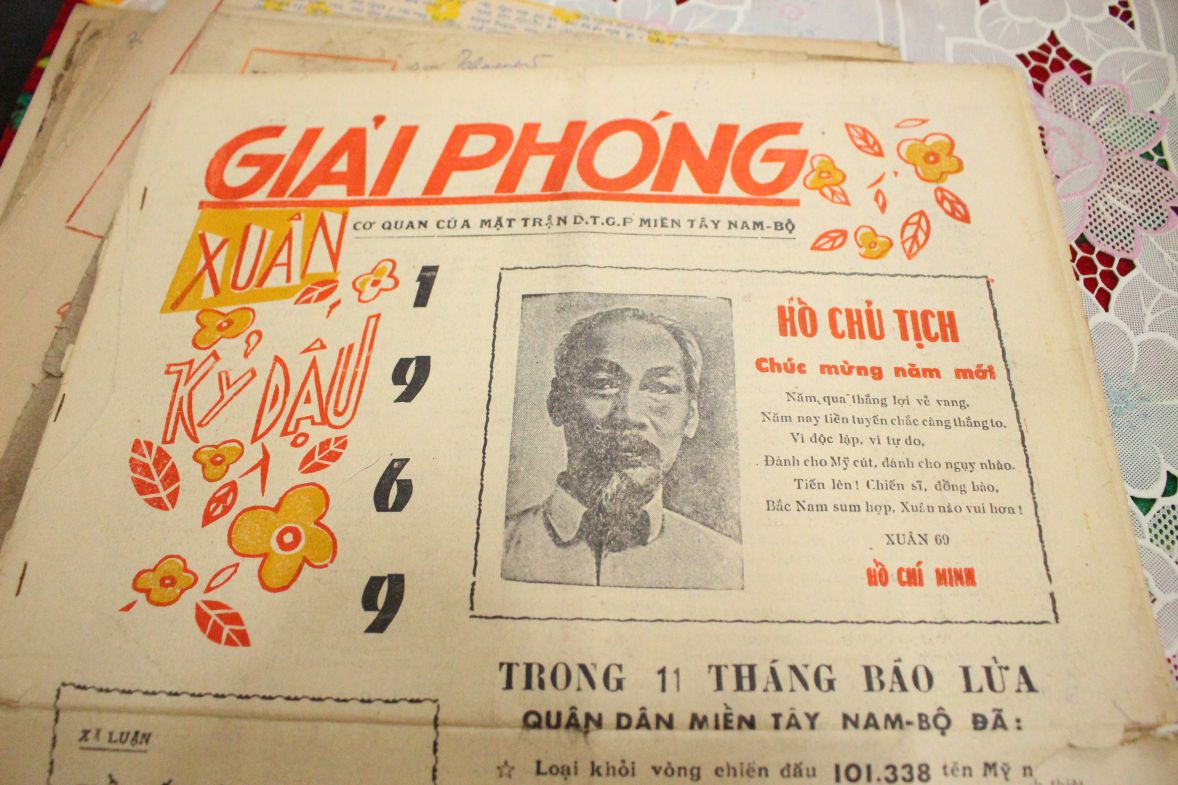 GIẢI PHÓNG
CƠ QUAN CỦA MẶT TRẬN D.T.G.P MIỀN TÂY NAM-BỘ
XUÂN
KỶ DẬU
1969
HỒ CHỦ TỊCH
Chúc mừng năm mới
Năm qua thắng lợi vẻ vang,
Năm nay tiền tuyến chắc càng thắng to.
Vì độc lập, vì tự do,
Đánh cho Mỹ cút, đánh cho ngụy nhào.
Tiến lên! Chiến sĩ, đồng bào,
Bắc Nam sum họp, Xuân nào vui hơn!
XUÂN 69
HỒ CHÍ MINH
TRONG 11 THÁNG BÃO LỬA
QUÂN DÂN MIỀN TÂY NAM-BỘ ĐÃ:
☆ Loại khỏi vòng chiến đấu 101.338 tên Mỹ
XÃ LUẬN